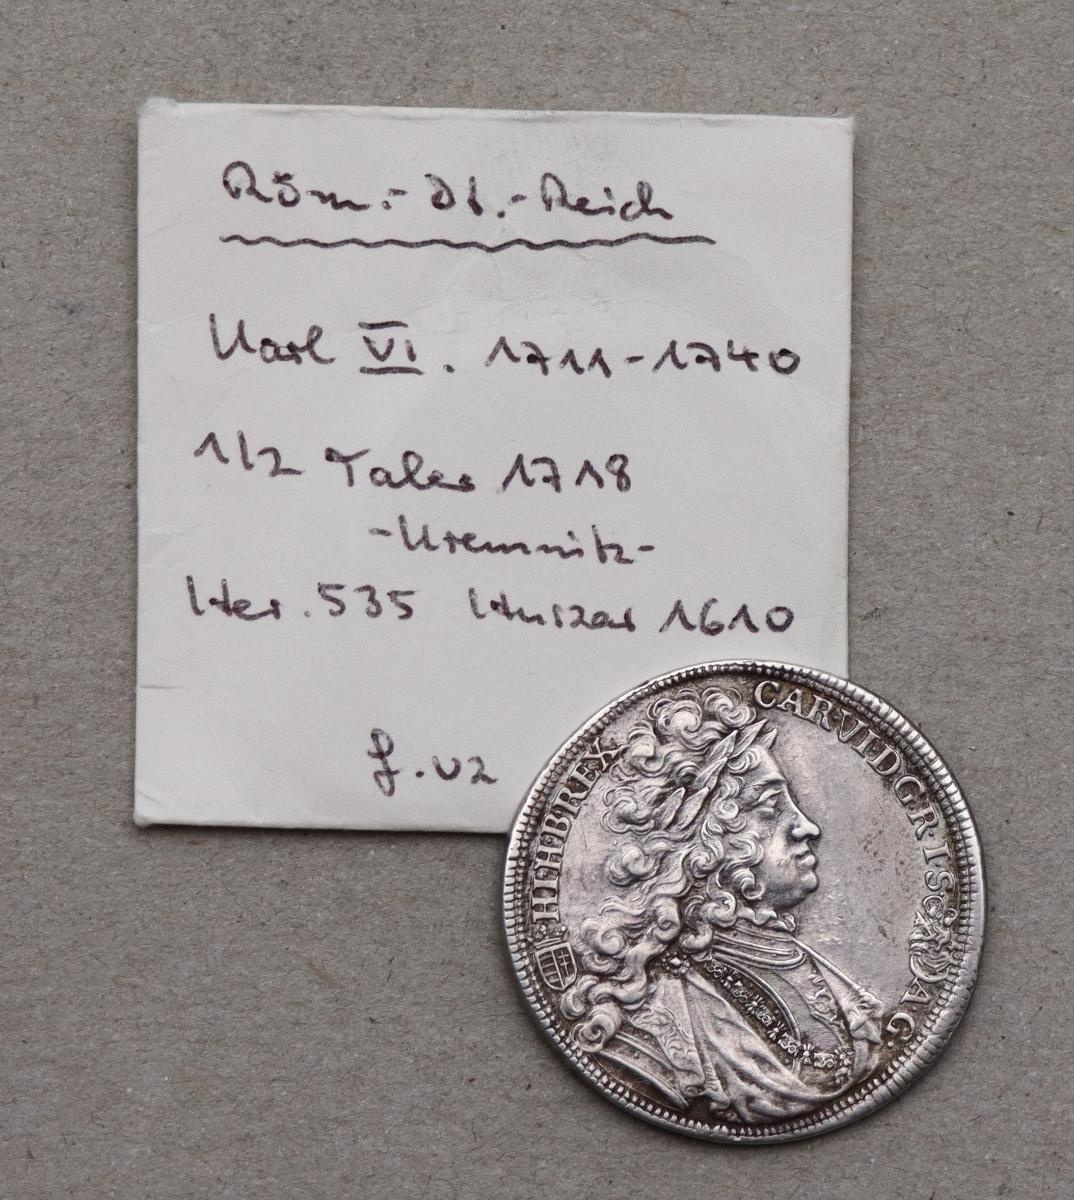 Röm.-Dt.-Reich
Karl VI. 1711-1740
1/2 Taler 1718
-Kremnitz-
Her. 535 Huszar 1610
f. vz
CAR VI D G R I S
A G
HI H B REX